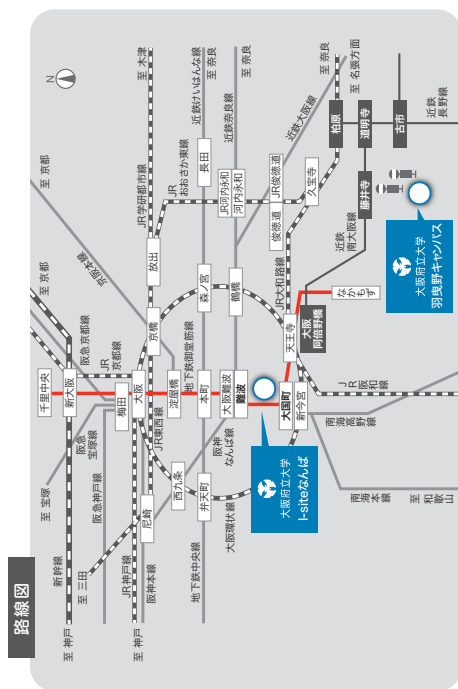 路線図
N
至 京都
至 京都
至 木津
至 奈良
至 奈良
至 奈良
至 名張方面
京阪本線
阪急京都線
JR
京都線
JR学研都市線
JR
おおさか東線
近鉄けいはんな線
近鉄奈良線
近鉄大阪線
千里中央
新大阪
梅田
大阪
京橋
放出
淀屋橋
地下鉄御堂筋線
本町
森ノ宮
長田
大阪難波
難波
鶴橋
JR河内永和
河内永和
JR俊徳道
俊徳道
久宝寺
柏原
道明寺
古市
藤井寺
近鉄
長野線
近鉄
南大阪線
JR大和路線
天王寺
大阪
阿倍野橋
なかもず
大国町
新今宮
大阪府立大学
羽曳野キャンパス
大阪府立大学
I-siteなんば
阪急
宝塚線
至 宝塚
阪急神戸線
新幹線
至 神戸
至 三田
尼崎
JR東西線
西九条
阪神
なんば線
弁天町
大阪環状線
JR神戸線
至 神戸
阪神本線
地下鉄中央線
JR阪和線
南海
高野線
南海
本線
至 和歌山